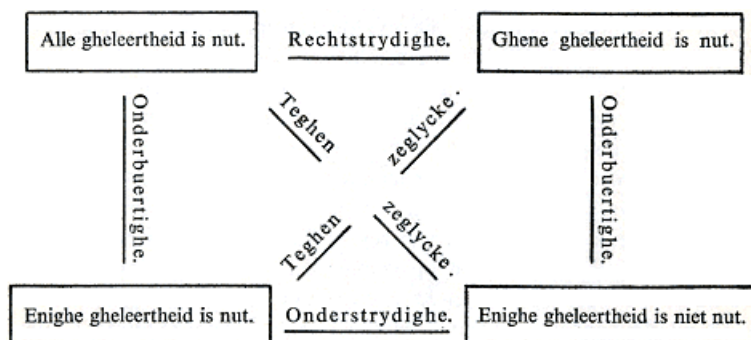 Alle gheleertheid is nut.
Rechtstrydighe.
Ghene gheleertheid is nut.
Onderbuertighe.
Teghen
zeglycke.
Onderbuertighe.
Teghen
zeglycke.
Enighe gheleertheid is nut.
Onderstrydighe.
Enighe gheleertheid is niet nut.